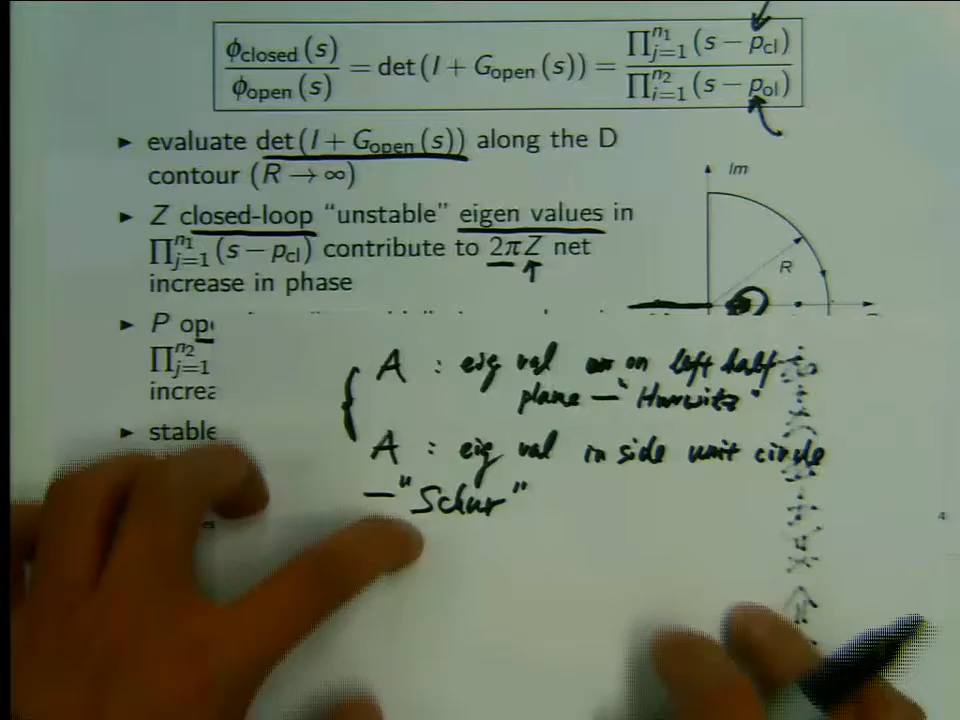 ϕclosed(s) / ϕopen(s) = det(I + Gopen(s)) = ∏_{j=1}^{n1}(s − pcl) / ∏_{i=1}^{n2}(s − pol)
► evaluate det(I + Gopen(s)) along the D
contour (R → ∞)
► Z closed-loop "unstable" eigen values in
∏_{j=1}^{n1}(s − pcl) contribute to 2πZ net
increase in phase
Im
R
► P op
∏_{j=1}^{n2}
increa
► stable
A : eig val on left half
plane — "Hurwitz"
A : eig val in side unit circle
— "Schur"
4